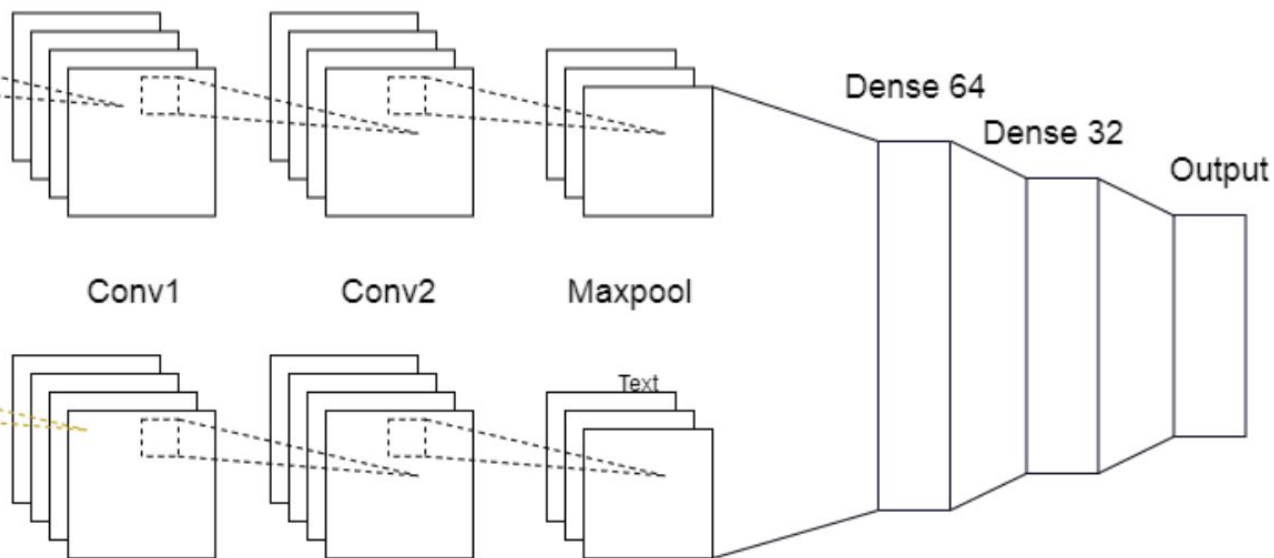 Dense 64
Dense 32
Output
Conv1
Conv2
Maxpool
Text